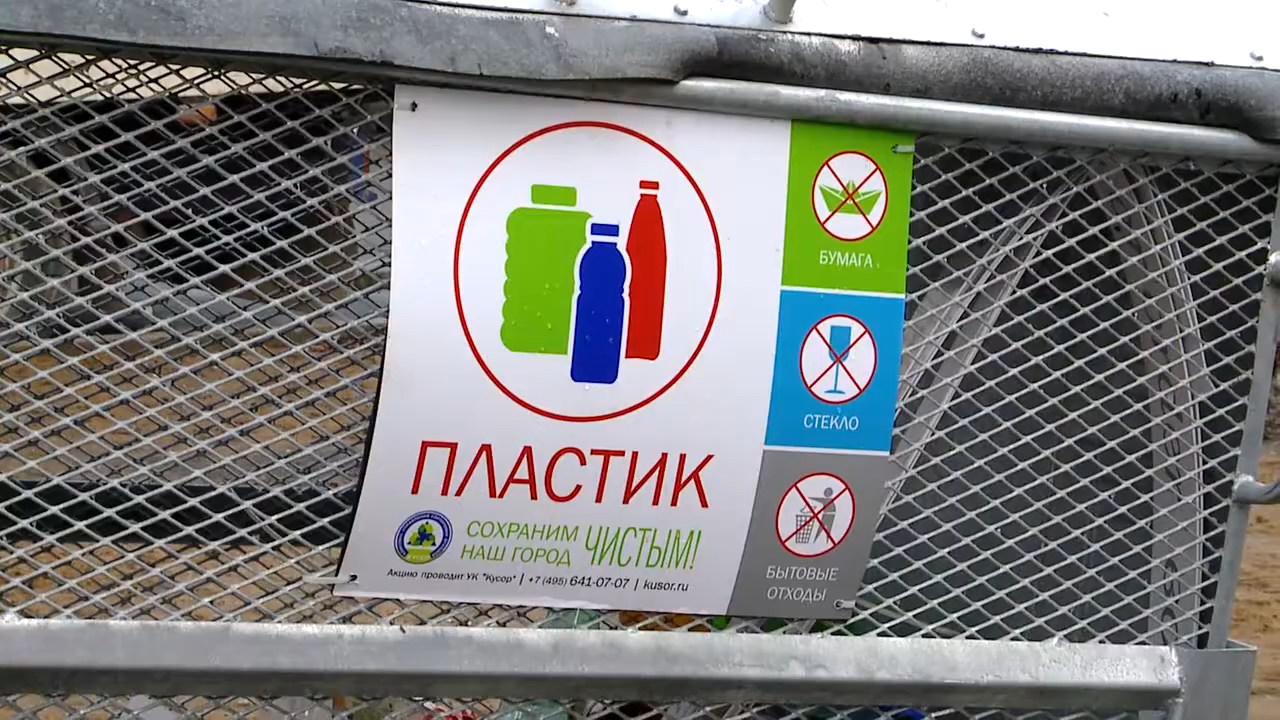 ПЛАСТИК
СОХРАНИМ
НАШ ГОРОД
ЧИСТЫМ!
Акцию проводит УК "Кусор" | +7 (495) 641-07-07 | kusor.ru
БУМАГА
СТЕКЛО
БЫТОВЫЕ
ОТХОДЫ